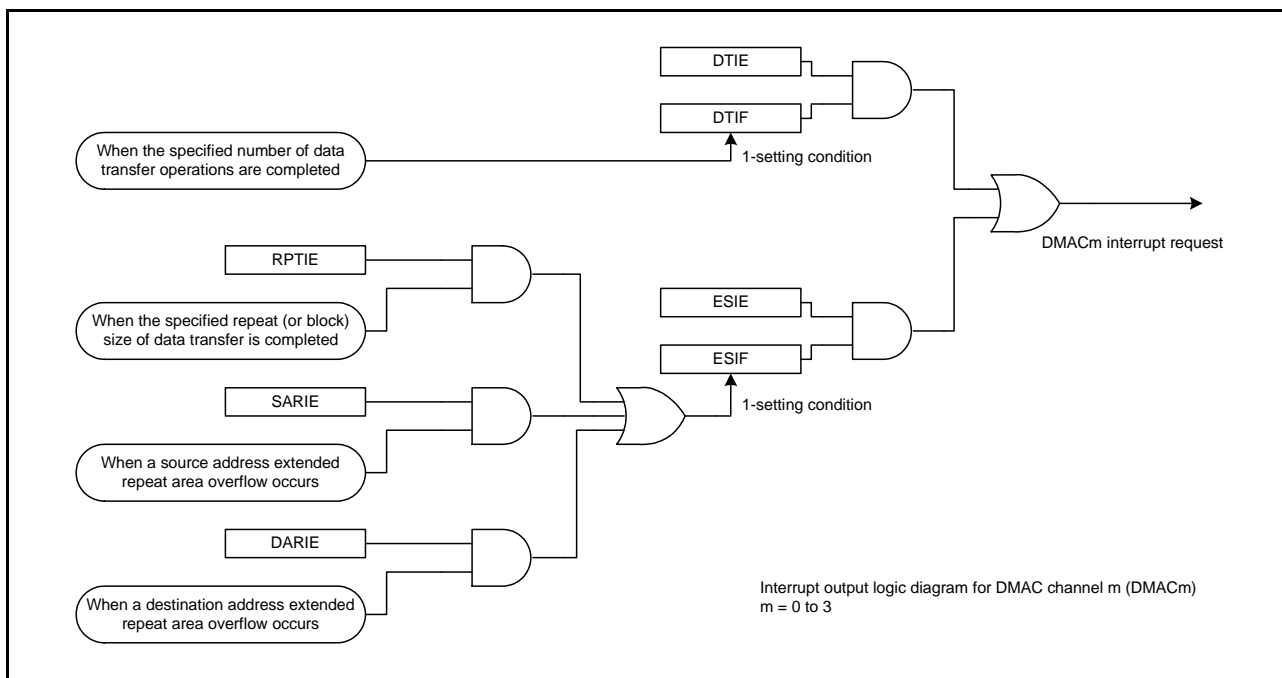 DTIE
DTIF
When the specified number of data
transfer operations are completed
1-setting condition
DMACm interrupt request
RPTIE
When the specified repeat (or block)
size of data transfer is completed
ESIE
ESIF
1-setting condition
SARIE
When a source address extended
repeat area overflow occurs
DARIE
When a destination address extended
repeat area overflow occurs
Interrupt output logic diagram for DMAC channel m (DMACm)
m = 0 to 3